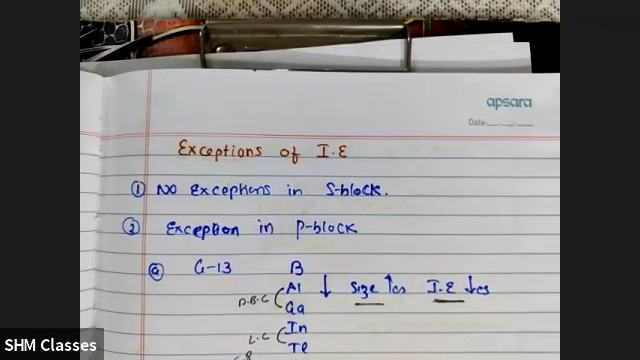 apsara
Date:
Exceptions of I.E
① No exceptions in S-block.
② Exception in p-block
ⓐ G-13 B
Al ↓ Size ↑es I.E ↓es
D.B.C ( Ga
L.C ( In
Tl
SHM Classes